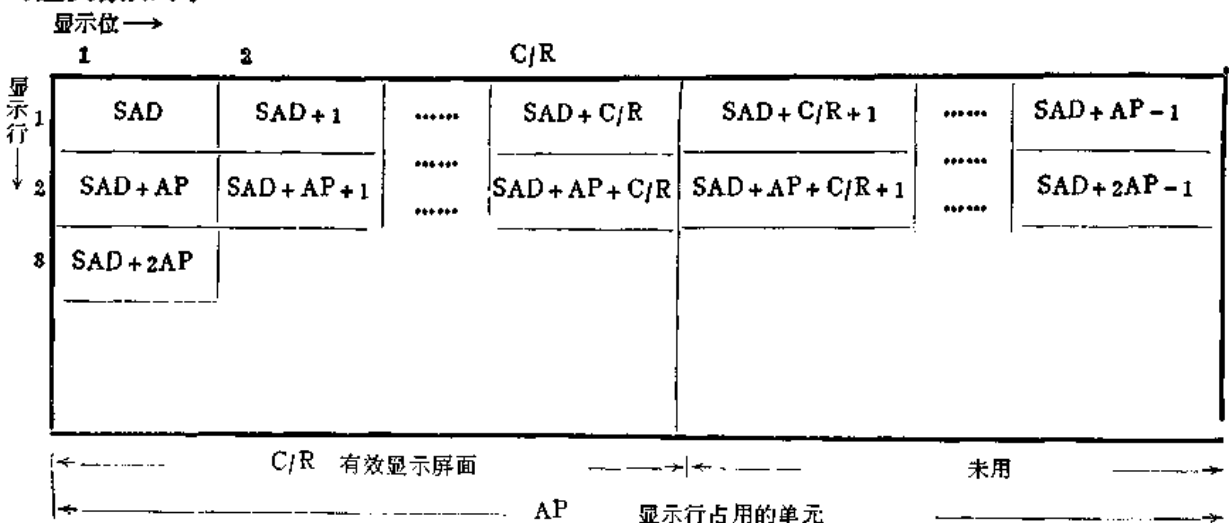 显示位→
1 2 C/R
显示行↓
1 SAD SAD+1 …… SAD+C/R SAD+C/R+1 …… SAD+AP-1
…… ……
2 SAD+AP SAD+AP+1 …… SAD+AP+C/R SAD+AP+C/R+1 …… SAD+2AP-1
3 SAD+2AP
C/R 有效显示屏面 未用
AP 显示行占用的单元